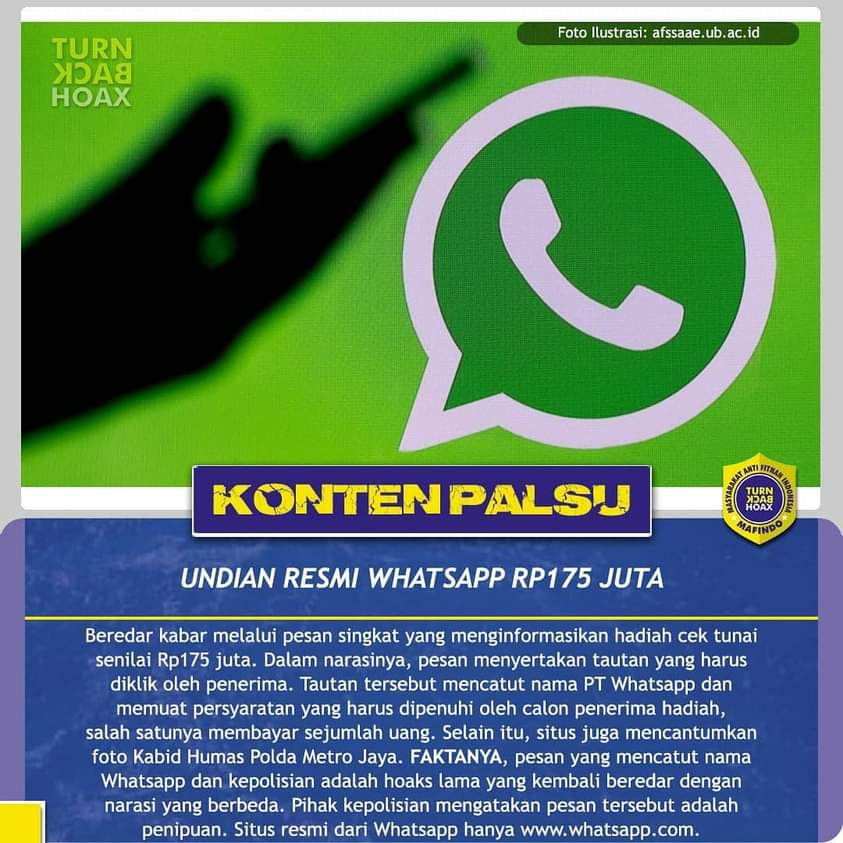 Foto Ilustrasi: afssaae.ub.ac.id
TURN
BACK
HOAX
KONTEN PALSU
MASYARAKAT ANTI FITNAH INDONESIA
TURN
BACK
HOAX
MAFINDO
UNDIAN RESMI WHATSAPP RP175 JUTA
Beredar kabar melalui pesan singkat yang menginformasikan hadiah cek tunai
senilai Rp175 juta. Dalam narasinya, pesan menyertakan tautan yang harus
diklik oleh penerima. Tautan tersebut mencatut nama PT Whatsapp dan
memuat persyaratan yang harus dipenuhi oleh calon penerima hadiah,
salah satunya membayar sejumlah uang. Selain itu, situs juga mencantumkan
foto Kabid Humas Polda Metro Jaya. FAKTANYA, pesan yang mencatut nama
Whatsapp dan kepolisian adalah hoaks lama yang kembali beredar dengan
narasi yang berbeda. Pihak kepolisian mengatakan pesan tersebut adalah
penipuan. Situs resmi dari Whatsapp hanya www.whatsapp.com.